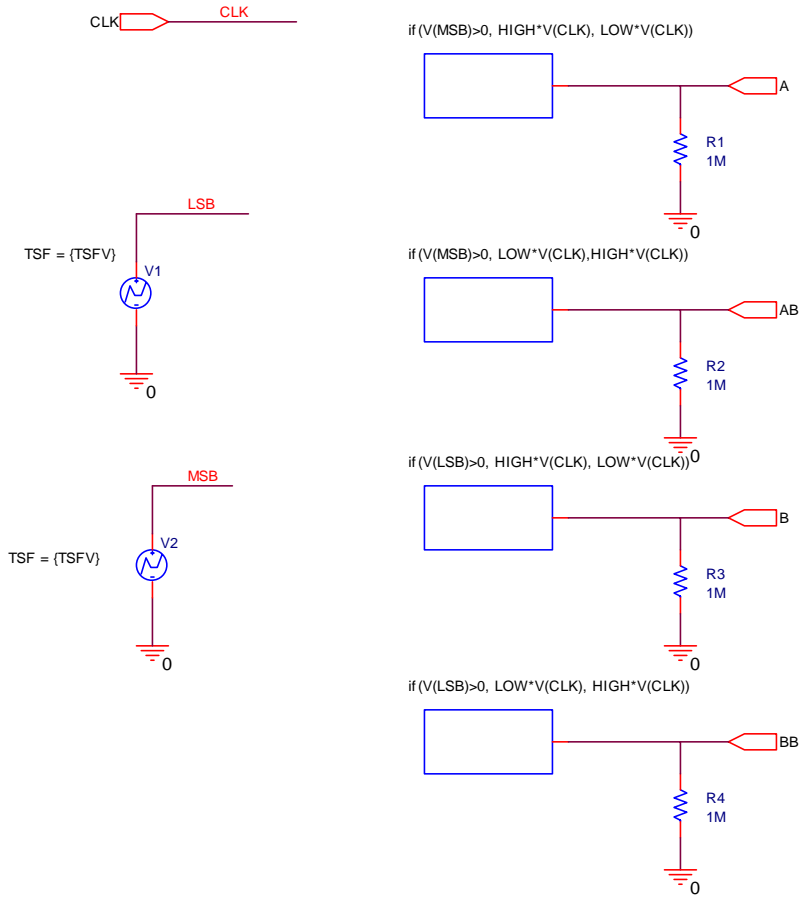 CLK
CLK
if(V(MSB)>0, HIGH*V(CLK), LOW*V(CLK))
A
R1
1M
0
LSB
TSF = {TSFV}
V1
0
if(V(MSB)>0, LOW*V(CLK),HIGH*V(CLK))
AB
R2
1M
0
if(V(LSB)>0, HIGH*V(CLK), LOW*V(CLK))
MSB
TSF = {TSFV}
V2
0
B
R3
1M
0
if(V(LSB)>0, LOW*V(CLK), HIGH*V(CLK))
BB
R4
1M
0